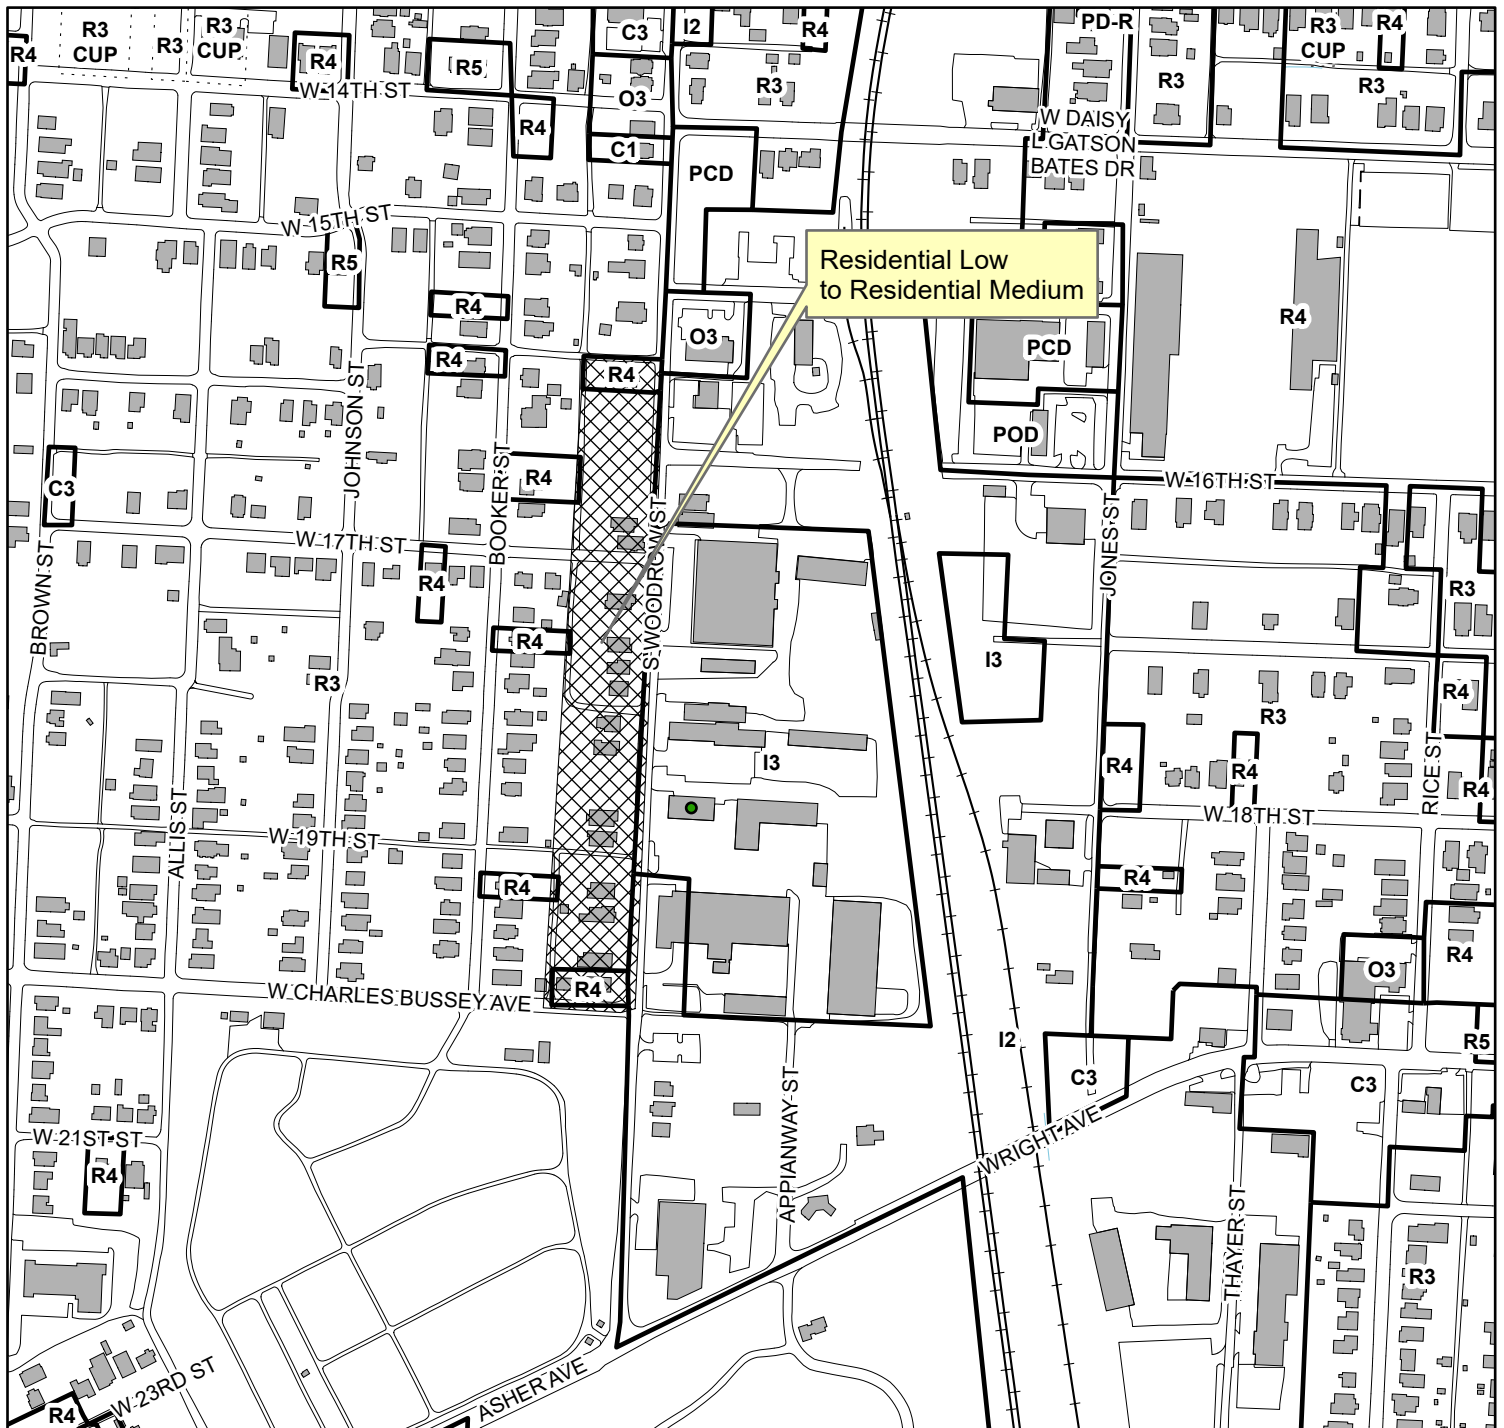 R3
CUP
R3
R3
CUP
R4
R4
R5
C3
I2
R4
PD-R
R3
CUP
R4
W 14TH ST
R3
R3
R3
O3
R4
C1
W DAISY
L GATSON
BATES DR
PCD
W 15TH ST
R5
Residential Low
to Residential Medium
R4
R4
O3
PCD
R4
R4
POD
JOHNSON ST
BOOKER ST
R4
C3
W 16TH ST
S WOODROW ST
JONES ST
W 17TH ST
R4
BROWN ST
R3
R4
I3
R3
R4
R3
I3
R4
R4
RICE ST
R4
ALLIS ST
W 19TH ST
W 18TH ST
R4
R4
R4
O3
R4
W CHARLES BUSSEY AVE
I2
R5
C3
C3
APPIANWAY ST
W 21ST ST
R4
WRIGHT AVE
THAYER ST
R3
W 23RD ST
ASHER AVE
R4